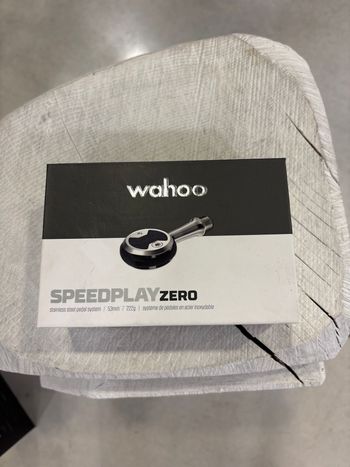 wahoo
SPEEDPLAY ZERO
stainless steel pedal system / 53mm / 222g / système de pédales en acier inoxydable